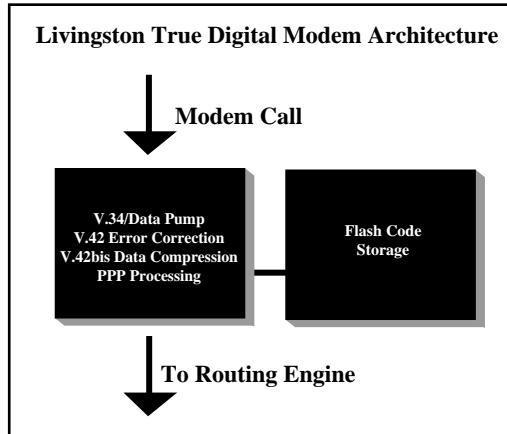 Livingston True Digital Modem Architecture
Modem Call
V.34/Data Pump
V.42 Error Correction
V.42bis Data Compression
PPP Processing
Flash Code
Storage
To Routing Engine